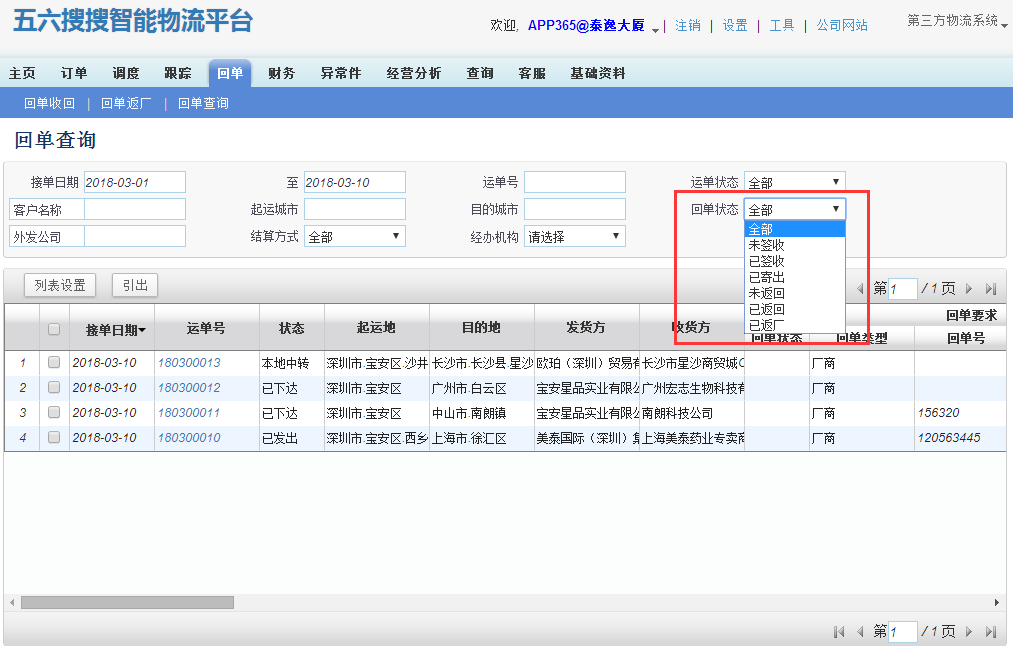 五六搜搜智能物流平台
欢迎, APP365@泰逸大厦 | 注销 | 设置 | 工具 | 公司网站 第三方物流系统
主页 订单 调度 跟踪 回单 财务 异常件 经营分析 查询 客服 基础资料
回单收回 | 回单返厂 | 回单查询
回单查询
接单日期 2018-03-01 至 2018-03-10 运单号 运单状态 全部
客户名称 起运城市 目的城市 回单状态 全部
外发公司 结算方式 全部 经办机构 请选择
全部
未签收
已签收
已寄出
未返回
已返回
已返厂
列表设置 引出 第 1 / 1 页
接单日期 运单号 状态 起运地 目的地 发货方 收货方 回单要求
回单状态 回单类型 回单号
1 2018-03-10 180300013 本地中转 深圳市.宝安区.沙井 长沙市.长沙县.星沙 欧珀（深圳）贸易有 长沙市星沙商贸城C 厂商
2 2018-03-10 180300012 已下达 深圳市.宝安区 广州市.白云区 宝安星品实业有限公 广州宏志生物科技有 厂商
3 2018-03-10 180300011 已下达 深圳市.宝安区 中山市.南朗镇 宝安星品实业有限公 南朗科技公司 厂商 156320
4 2018-03-10 180300010 已发出 深圳市.宝安区.西乡 上海市.徐汇区 美泰国际（深圳）集 上海美泰药业专卖商 厂商 120563445
第 1 / 1 页